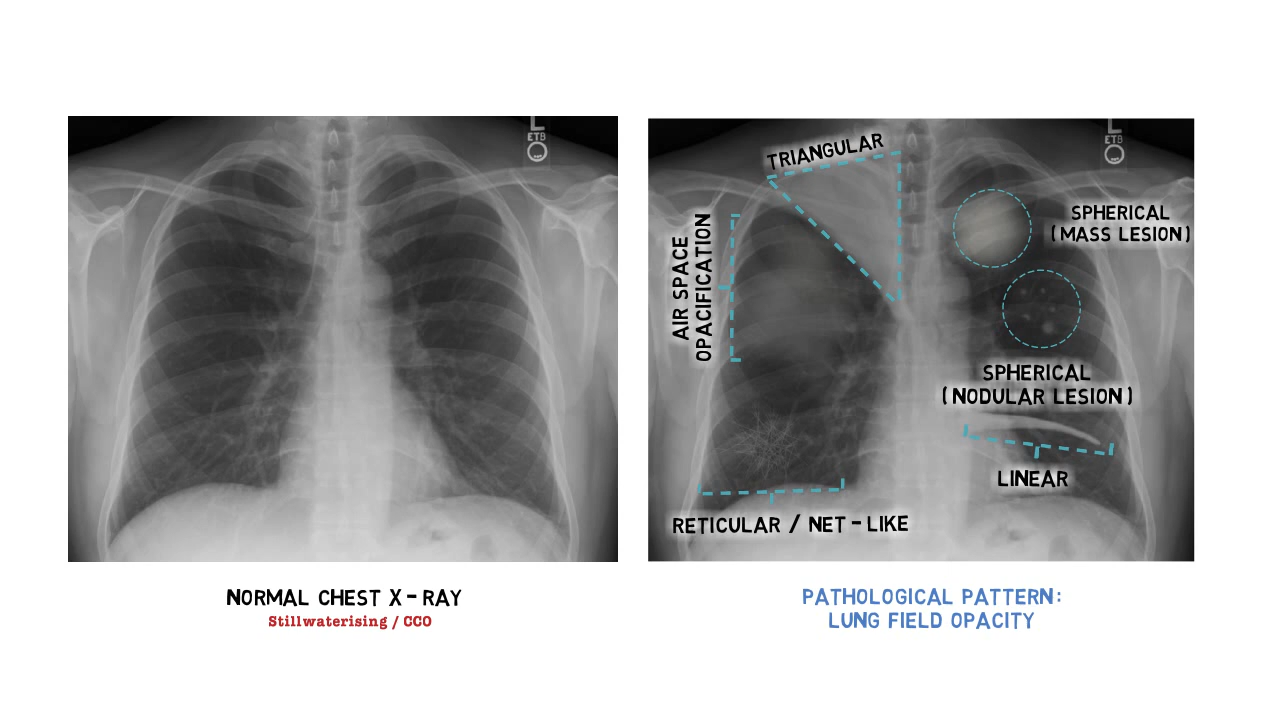 L
ETB
NORMAL CHEST X-RAY
Stillwaterising / CC0
L
ETB
TRIANGULAR
AIR SPACE
OPACIFICATION
SPHERICAL
(MASS LESION)
SPHERICAL
(NODULAR LESION)
LINEAR
RETICULAR / NET-LIKE
PATHOLOGICAL PATTERN:
LUNG FIELD OPACITY